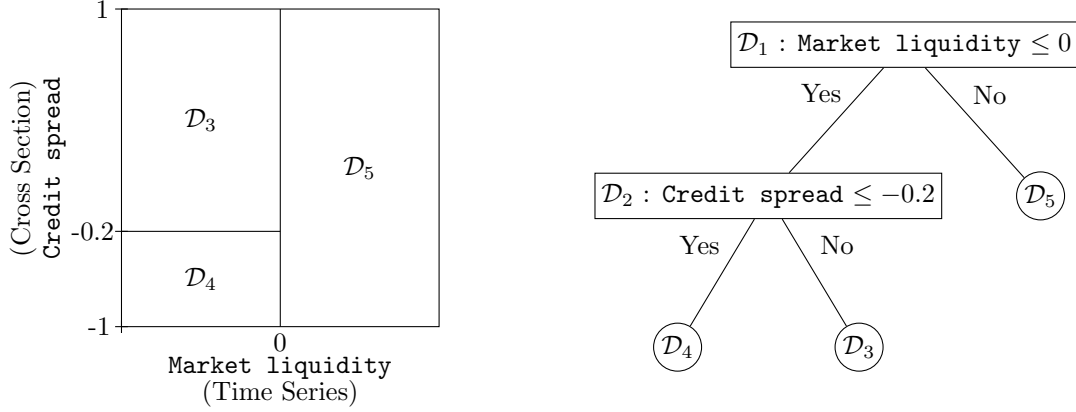 1
𝒟₃
𝒟₅
-0.2
𝒟₄
-1
0
(Cross Section)
Credit spread
Market liquidity
(Time Series)
𝒟₁ : Market liquidity ≤ 0
Yes
No
𝒟₂ : Credit spread ≤ −0.2
𝒟₅
Yes
No
𝒟₄
𝒟₃